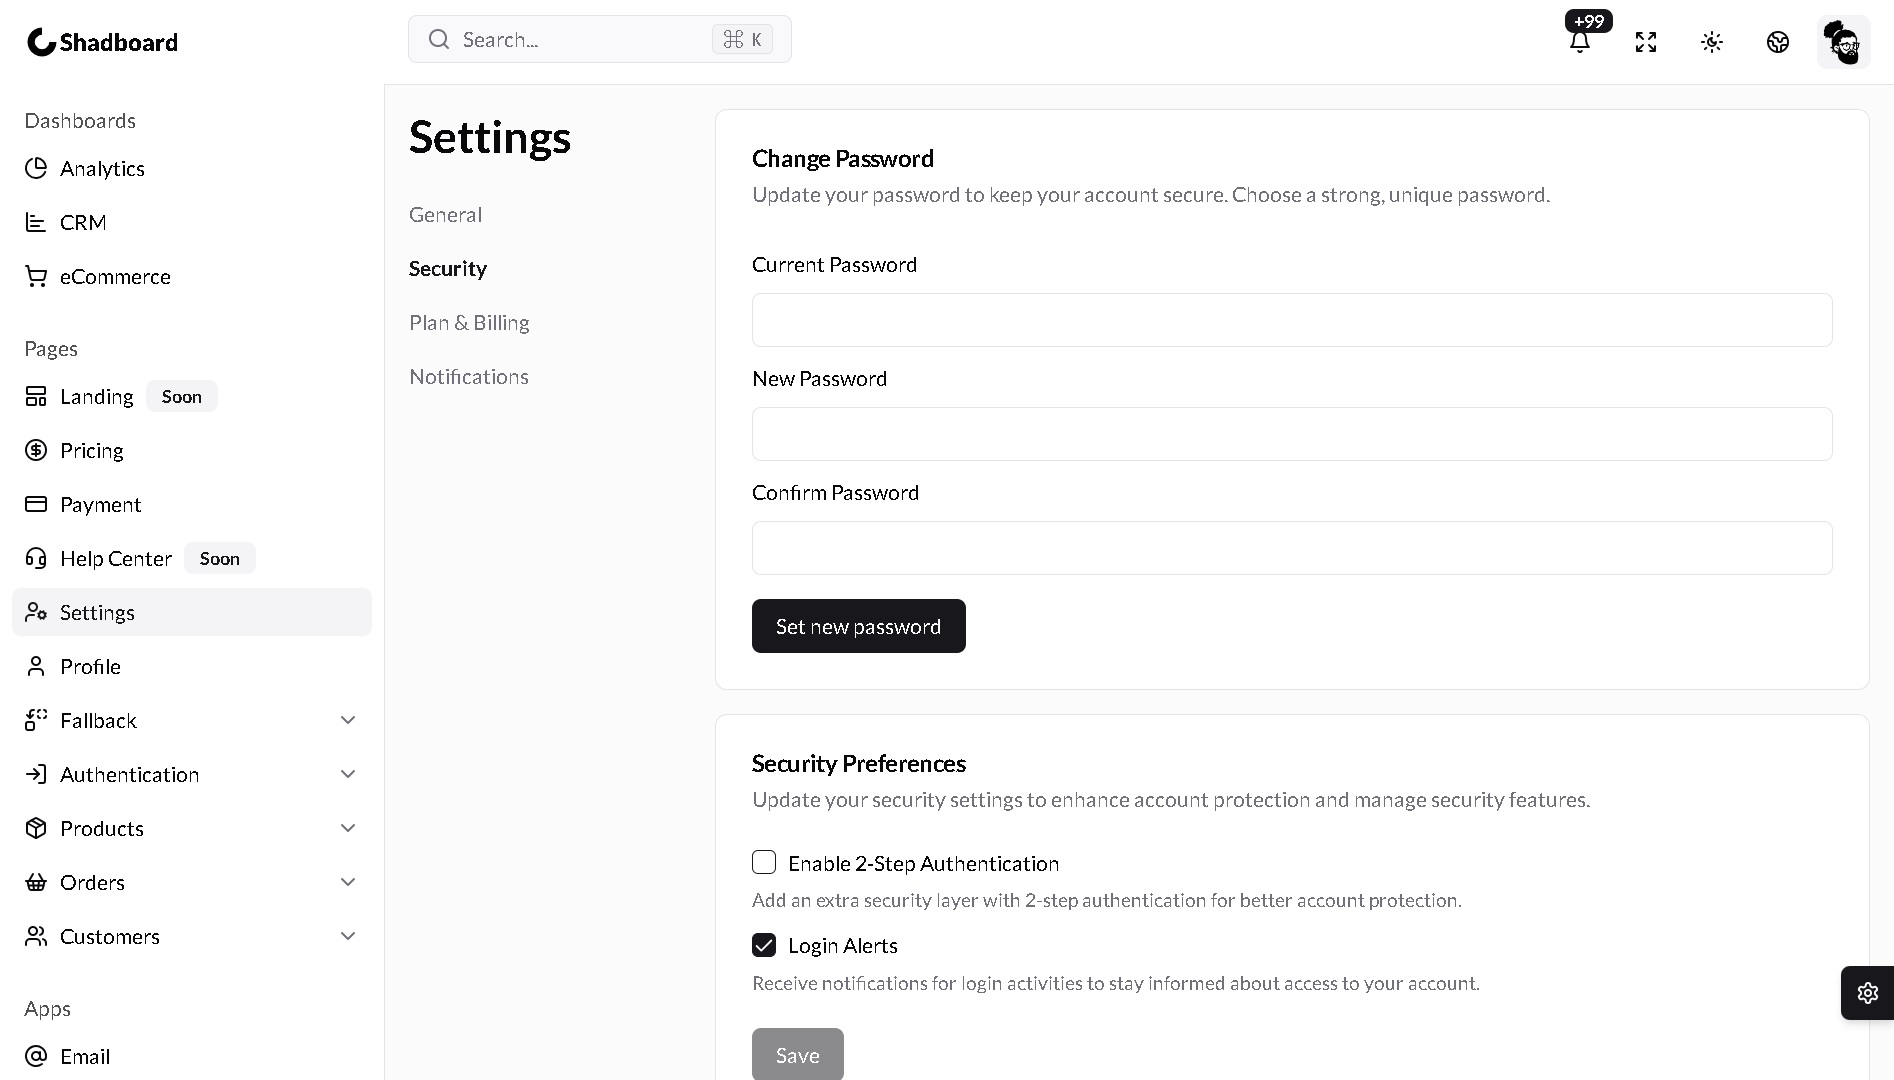 Shadboard
Search...
⌘ K
+99
Dashboards
Analytics
CRM
eCommerce
Pages
Landing Soon
Pricing
Payment
Help Center Soon
Settings
Profile
Fallback
Authentication
Products
Orders
Customers
Apps
Email
Settings
General
Security
Plan & Billing
Notifications
Change Password
Update your password to keep your account secure. Choose a strong, unique password.
Current Password
New Password
Confirm Password
Set new password
Security Preferences
Update your security settings to enhance account protection and manage security features.
Enable 2-Step Authentication
Add an extra security layer with 2-step authentication for better account protection.
Login Alerts
Receive notifications for login activities to stay informed about access to your account.
Save